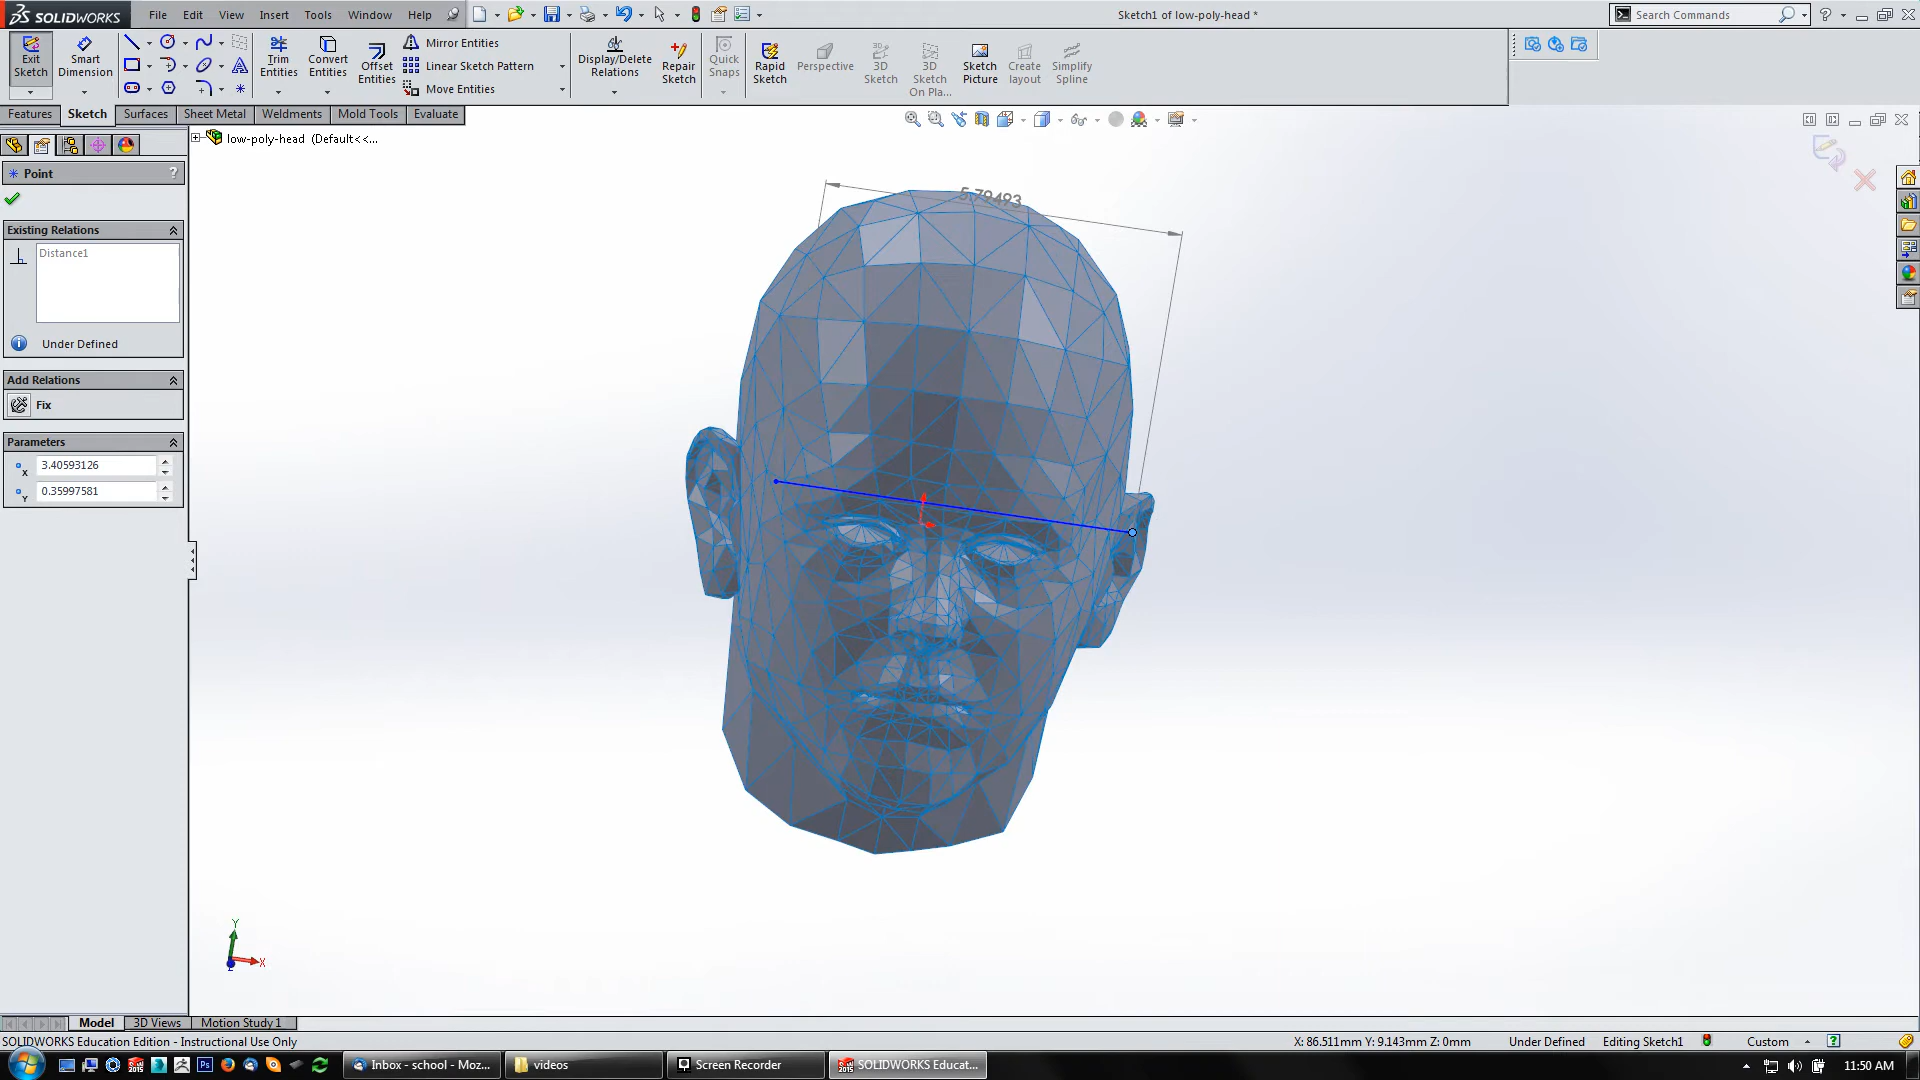 SOLIDWORKS File Edit View Insert Tools Window Help Sketch1 of low-poly-head * Search Commands
Exit Sketch
Smart Dimension
Trim Entities
Convert Entities
Offset Entities
Mirror Entities
Linear Sketch Pattern
Move Entities
Display/Delete Relations
Repair Sketch
Quick Snaps
Rapid Sketch
Perspective
3D Sketch
3D Sketch On Pla...
Sketch Picture
Create layout
Simplify Spline
Features Sketch Surfaces Sheet Metal Weldments Mold Tools Evaluate
low-poly-head (Default<<...
Point ?
Existing Relations
Distance1
Under Defined
Add Relations
Fix
Parameters
X 3.40593126
Y 0.35997581
5.79493
Y
X
Z
Model 3D Views Motion Study 1
SOLIDWORKS Education Edition - Instructional Use Only X: 86.511mm Y: 9.143mm Z: 0mm Under Defined Editing Sketch1 Custom
Inbox - school - Moz... videos Screen Recorder SOLIDWORKS Educat... 11:50 AM